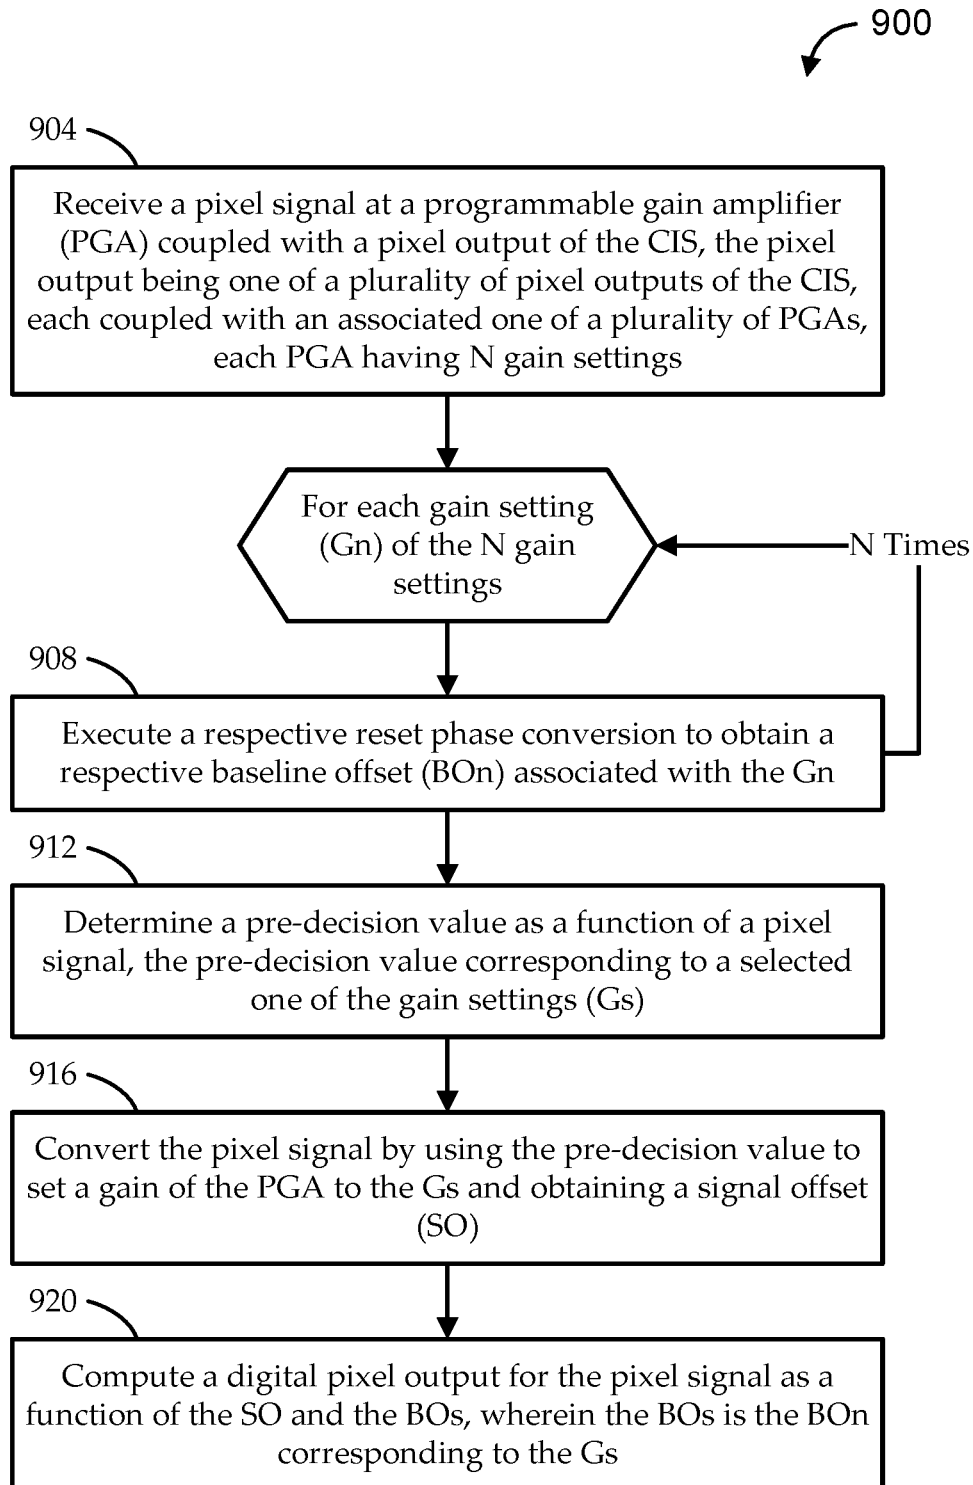 900
904
Receive a pixel signal at a programmable gain amplifier
(PGA) coupled with a pixel output of the CIS, the pixel
output being one of a plurality of pixel outputs of the CIS,
each coupled with an associated one of a plurality of PGAs,
each PGA having N gain settings
For each gain setting
(Gn) of the N gain
settings
N Times
908
Execute a respective reset phase conversion to obtain a
respective baseline offset (BOn) associated with the Gn
912
Determine a pre-decision value as a function of a pixel
signal, the pre-decision value corresponding to a selected
one of the gain settings (Gs)
916
Convert the pixel signal by using the pre-decision value to
set a gain of the PGA to the Gs and obtaining a signal offset
(SO)
920
Compute a digital pixel output for the pixel signal as a
function of the SO and the BOs, wherein the BOs is the BOn
corresponding to the Gs